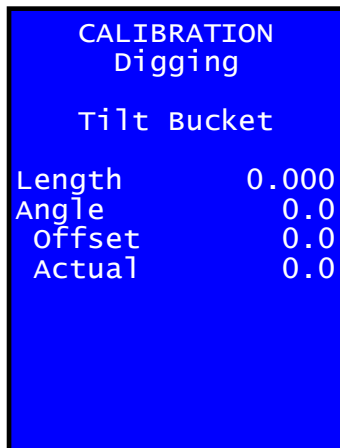 CALIBRATION
Digging
Tilt Bucket
Length 0.000
Angle 0.0
Offset 0.0
Actual 0.0